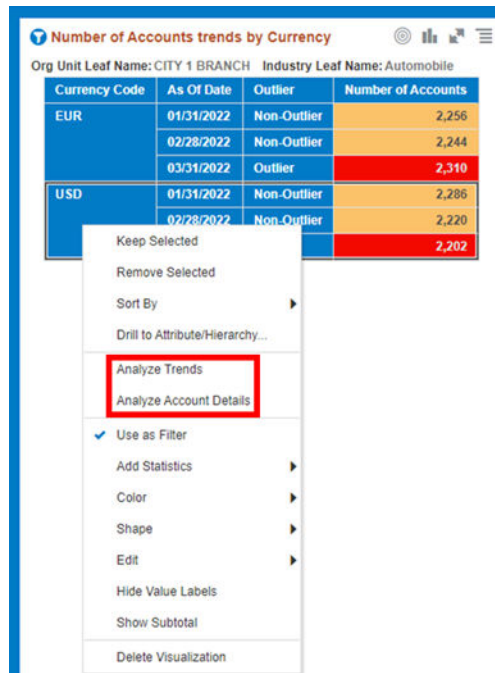 Number of Accounts trends by Currency
Org Unit Leaf Name: CITY 1 BRANCH Industry Leaf Name: Automobile
Currency Code As Of Date Outlier Number of Accounts
EUR 01/31/2022 Non-Outlier 2,256
02/28/2022 Non-Outlier 2,244
03/31/2022 Outlier 2,310
USD 01/31/2022 Non-Outlier 2,286
02/28/2022 Non-Outlier 2,220
2,202
Keep Selected
Remove Selected
Sort By
Drill to Attribute/Hierarchy...
Analyze Trends
Analyze Account Details
Use as Filter
Add Statistics
Color
Shape
Edit
Hide Value Labels
Show Subtotal
Delete Visualization